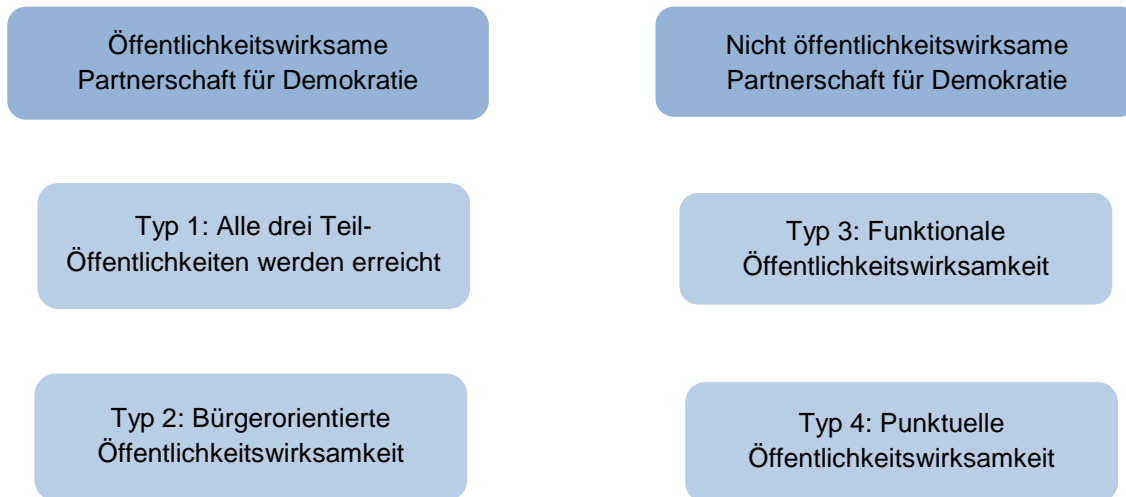 Öffentlichkeitswirksame
Partnerschaft für Demokratie
Nicht öffentlichkeitswirksame
Partnerschaft für Demokratie
Typ 1: Alle drei Teil-
Öffentlichkeiten werden erreicht
Typ 3: Funktionale
Öffentlichkeitswirksamkeit
Typ 2: Bürgerorientierte
Öffentlichkeitswirksamkeit
Typ 4: Punktuelle
Öffentlichkeitswirksamkeit